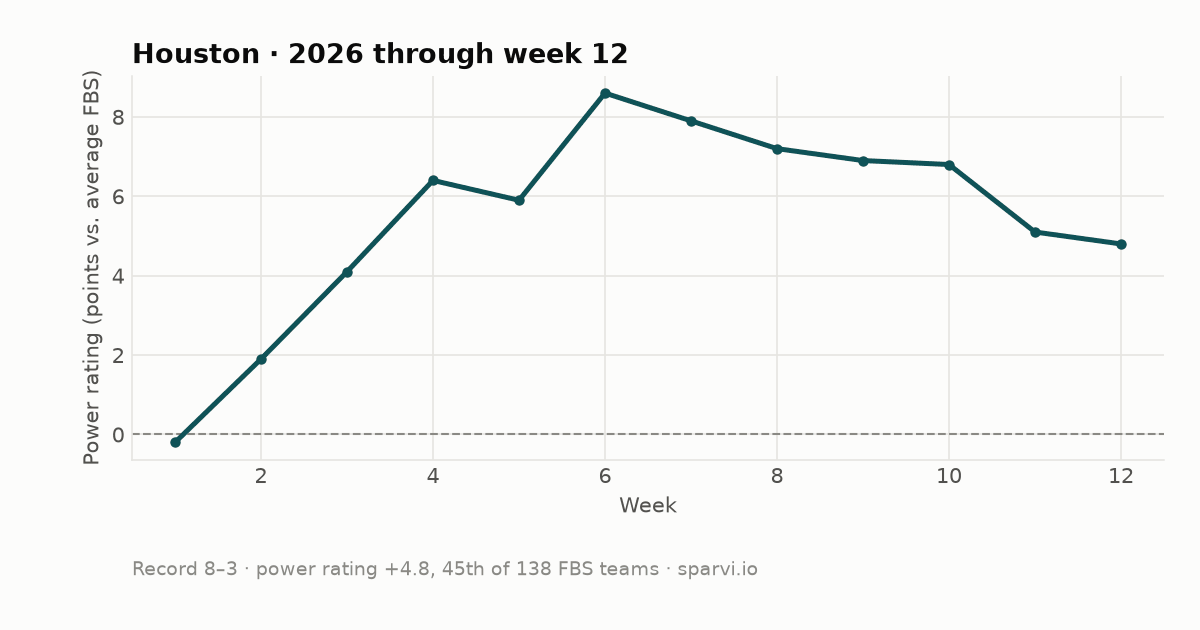 Houston · 2026 through week 12
Power rating (points vs. average FBS)
8
6
4
2
0
2 4 6 8 10 12
Week
Record 8–3 · power rating +4.8, 45th of 138 FBS teams · sparvi.io